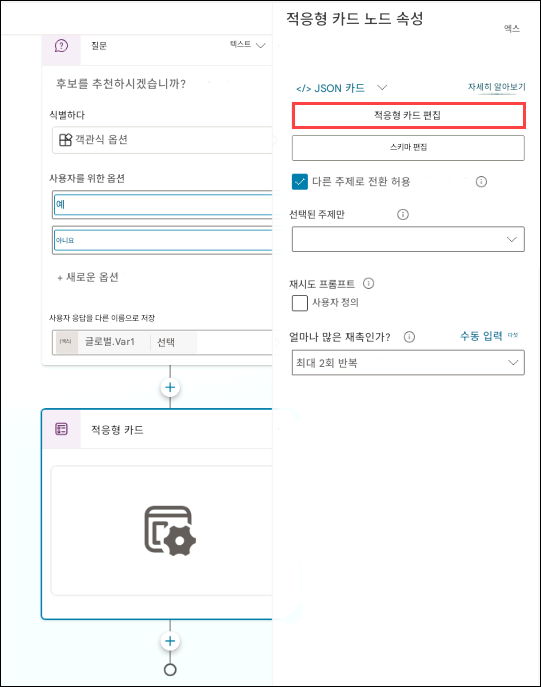 질문
텍스트
후보를 추천하시겠습니까?
식별하다
객관식 옵션
사용자를 위한 옵션
예
아니요
+ 새로운 옵션
사용자 응답을 다른 이름으로 저장
글로벌.Var1
선택
적응형 카드
적응형 카드 노드 속성
엑스
</> JSON 카드
자세히 알아보기
적응형 카드 편집
스키마 편집
다른 주제로 전환 허용
선택된 주제만
재시도 프롬프트
사용자 정의
얼마나 많은 재촉인가?
수동 입력 다섯
최대 2회 반복